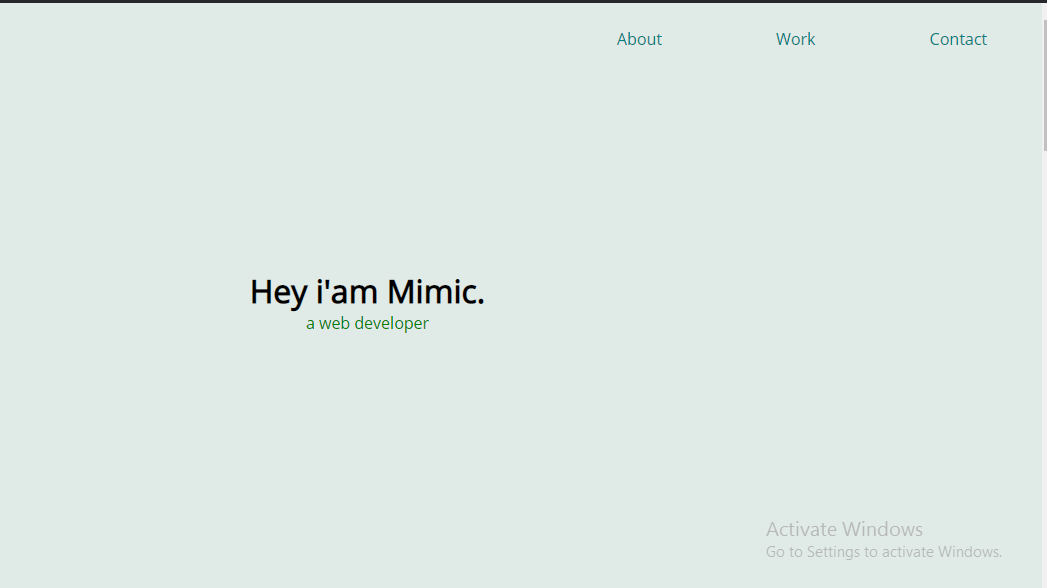 About Work Contact
Hey i'am Mimic.
a web developer
Activate Windows
Go to Settings to activate Windows.